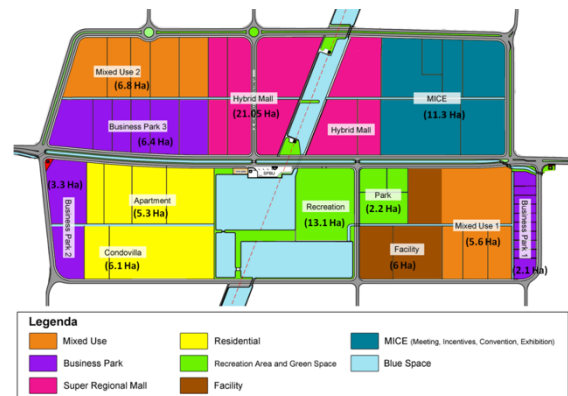 Mixed Use 2
(6.8 Ha)
Hybrid Mall
(21.05 Ha)
MICE
(11.3 Ha)
Business Park 3
(6.4 Ha)
Hybrid Mall
SPBU
(3.3 Ha)
Business Park 2
Apartment
(5.3 Ha)
Recreation
(13.1 Ha)
Park
(2.2 Ha)
Mixed Use 1
(5.6 Ha)
Business Park 1
(2.1 Ha)
Condovilla
(6.1 Ha)
Facility
(6 Ha)
Legenda
Mixed Use
Residential
MICE (Meeting, Incentives, Convention, Exhibition)
Business Park
Recreation Area and Green Space
Blue Space
Super Regional Mall
Facility